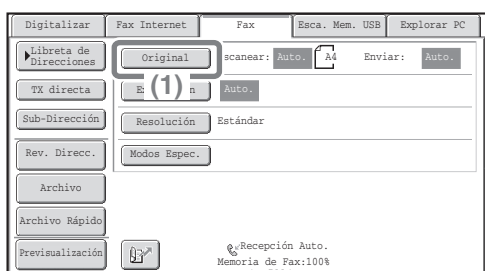 Digitalizar Fax Internet Fax Esca. Mem. USB Explorar PC
Libreta de
Direcciones
Original scanear: Auto. A4 Enviar: Auto.
TX directa (1) Auto.
Sub-Dirección Resolución Estándar
Rev. Direcc. Modos Espec.
Archivo
Archivo Rápido
Previsualización Recepción Auto.
Memoria de Fax:100%